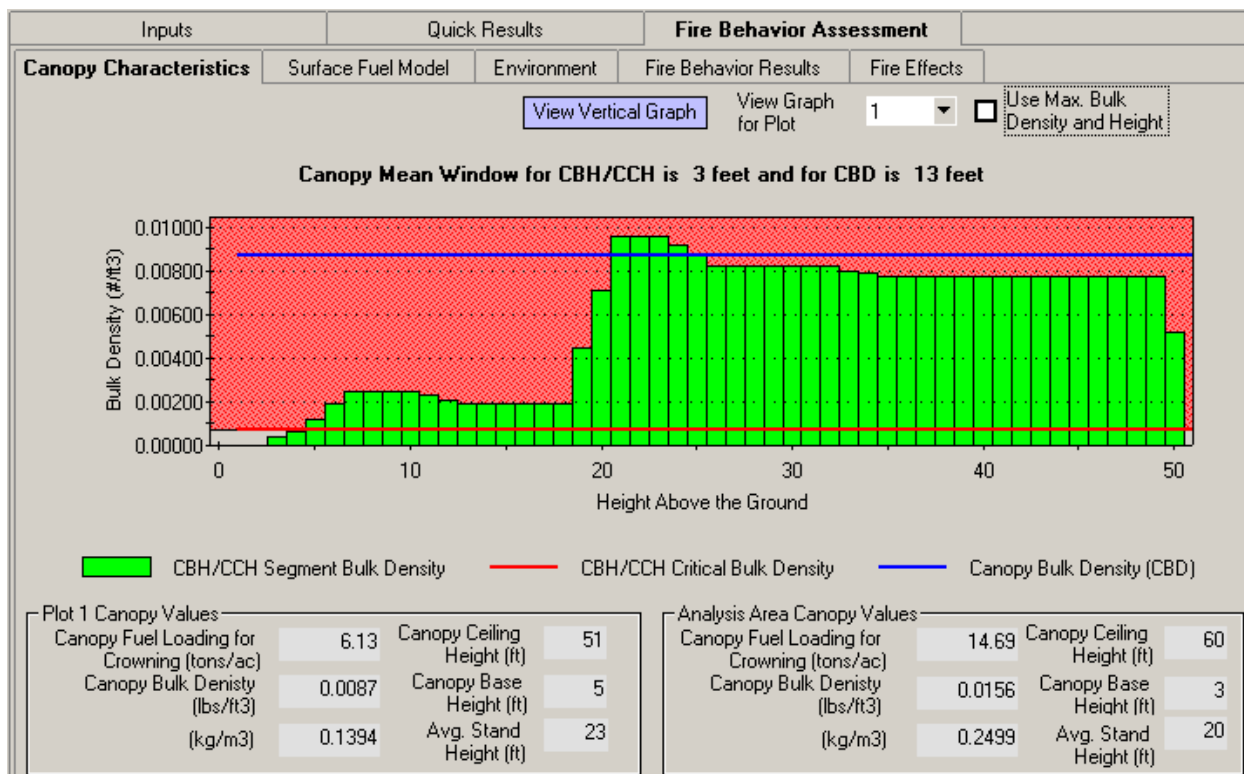 Inputs Quick Results Fire Behavior Assessment
Canopy Characteristics Surface Fuel Model Environment Fire Behavior Results Fire Effects
View Vertical Graph View Graph for Plot 1 Use Max. Bulk Density and Height
Canopy Mean Window for CBH/CCH is 3 feet and for CBD is 13 feet
Bulk Density (#/ft3)
0.01000
0.00800
0.00600
0.00400
0.00200
0.00000
0 10 20 30 40 50
Height Above the Ground
CBH/CCH Segment Bulk Density CBH/CCH Critical Bulk Density Canopy Bulk Density (CBD)
Plot 1 Canopy Values
Canopy Fuel Loading for Crowning (tons/ac) 6.13 Canopy Ceiling Height (ft) 51
Canopy Bulk Denisty (lbs/ft3) 0.0087 Canopy Base Height (ft) 5
(kg/m3) 0.1394 Avg. Stand Height (ft) 23
Analysis Area Canopy Values
Canopy Fuel Loading for Crowning (tons/ac) 14.69 Canopy Ceiling Height (ft) 60
Canopy Bulk Denisty (lbs/ft3) 0.0156 Canopy Base Height (ft) 3
(kg/m3) 0.2499 Avg. Stand Height (ft) 20